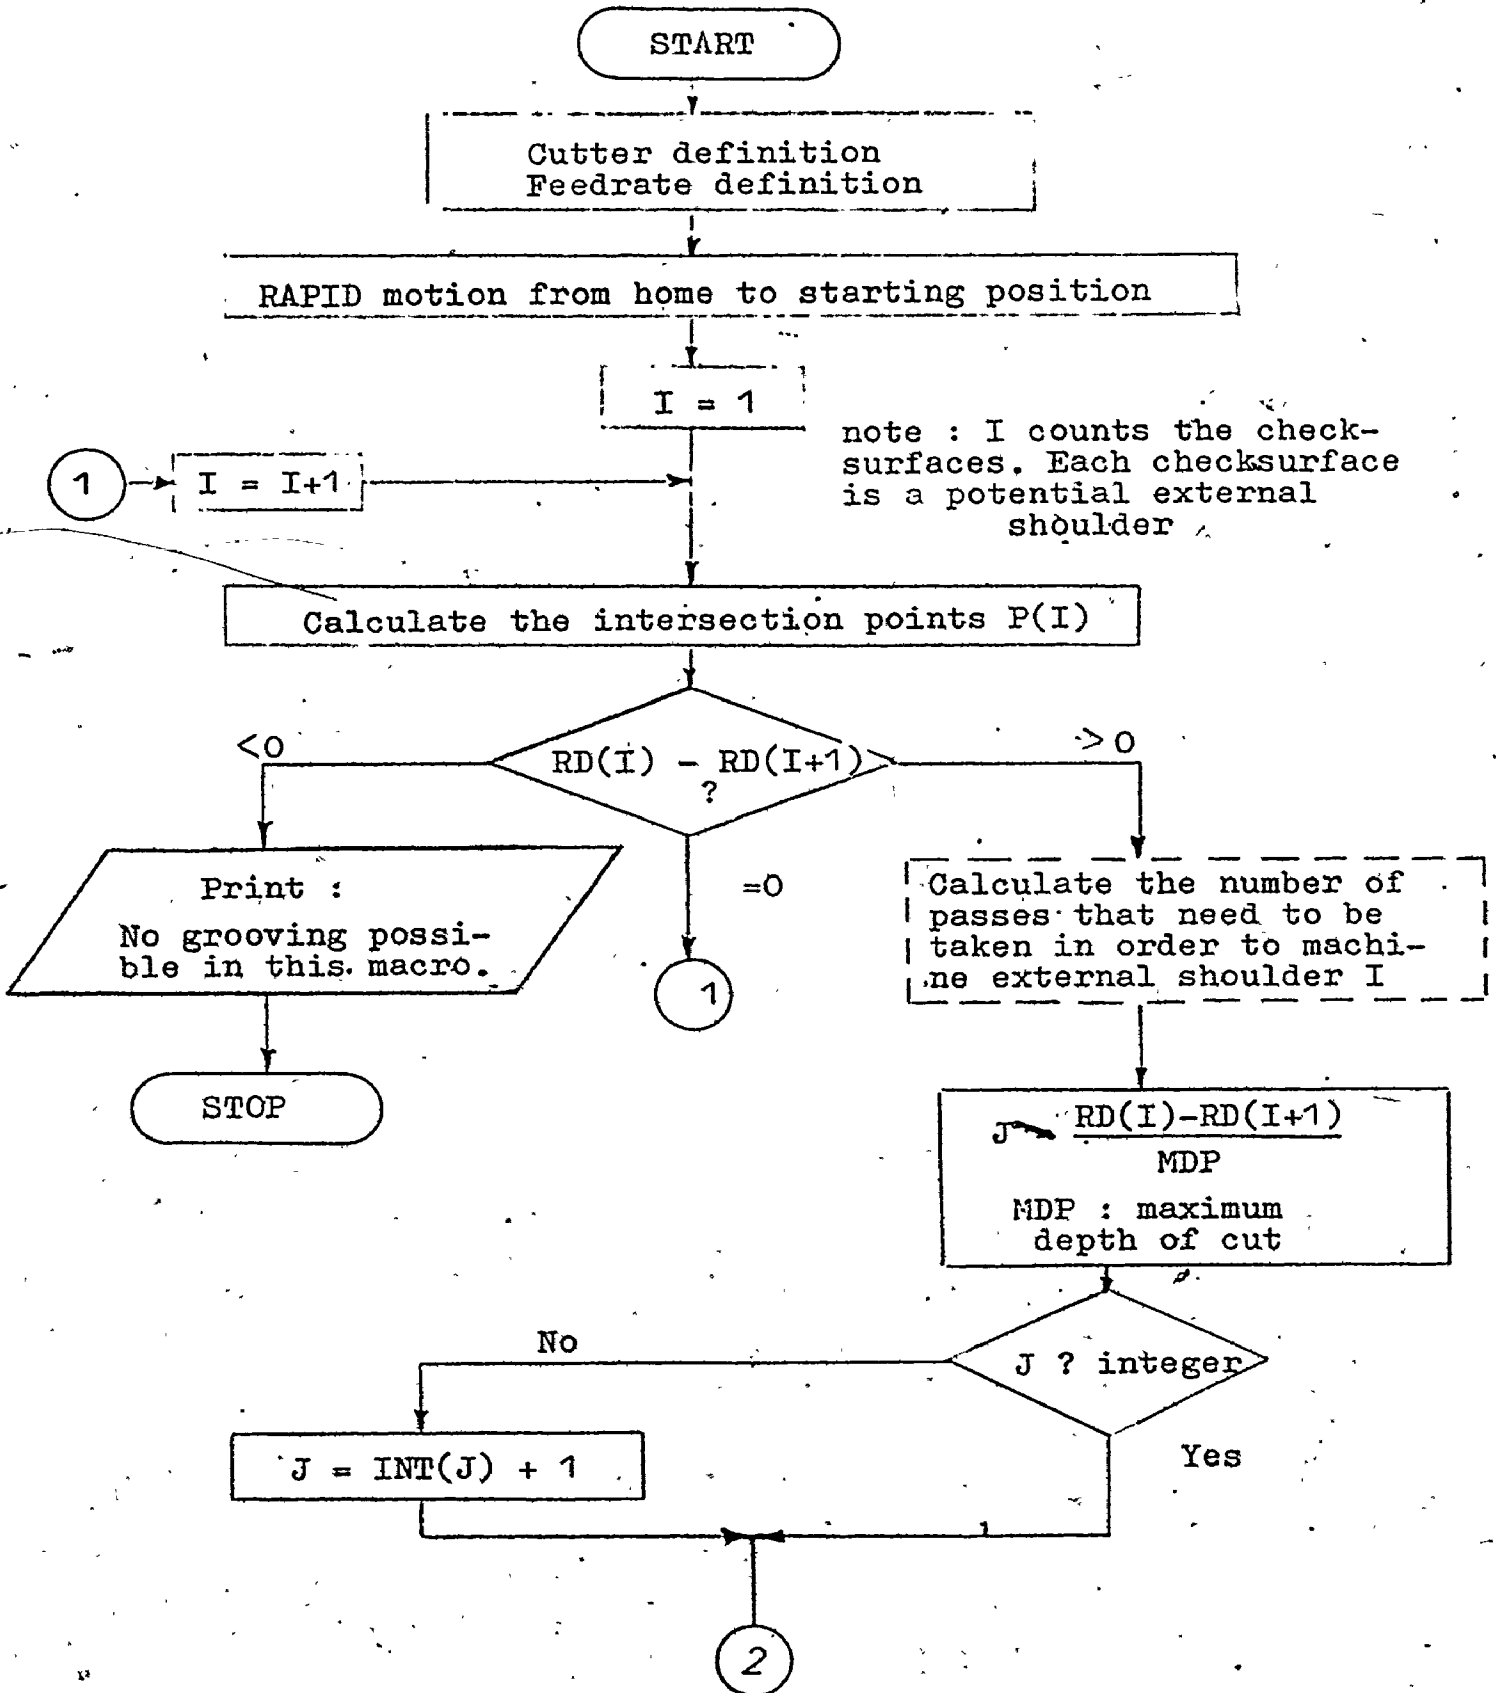 START
Cutter definition
Feedrate definition
RAPID motion from home to starting position
I = 1
note : I counts the check-
surfaces. Each checksurface
is a potential external
shoulder
1
I = I+1
Calculate the intersection points P(I)
<0
RD(I) - RD(I+1)
?
>0
=0
Print :
No grooving possi-
ble in this macro.
1
Calculate the number of
passes that need to be
taken in order to machi-
ne external shoulder I
STOP
J RD(I)-RD(I+1)
MDP
MDP : maximum
depth of cut
No
J ? integer
Yes
J = INT(J) + 1
2